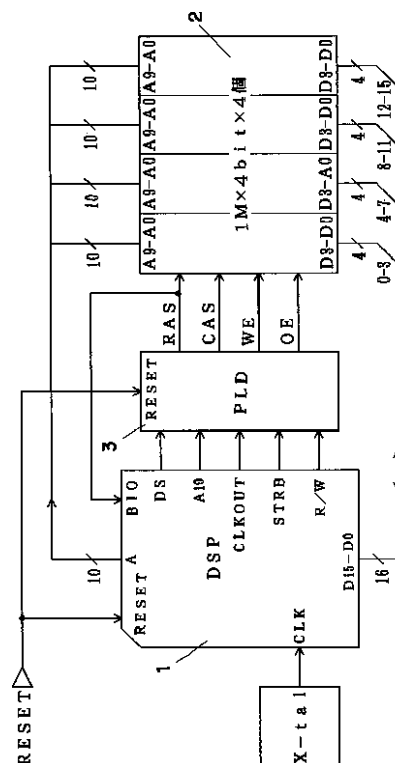 RESET
10
10
10
10
10
A
BIO
RESET
1
DSP
DS
A19
CLKOUT
STRB
R/W
CLK
D15-D0
16
X-tal
3
RESET
PLD
RAS
CAS
WE
OE
2
A9-A0
A9-A0
A9-A0
A9-A0
1M×4bit×4個
D3-D0
D3-A0
D3-D0
D3-D0
4
4
4
4
0-3
4-7
8-11
12-15